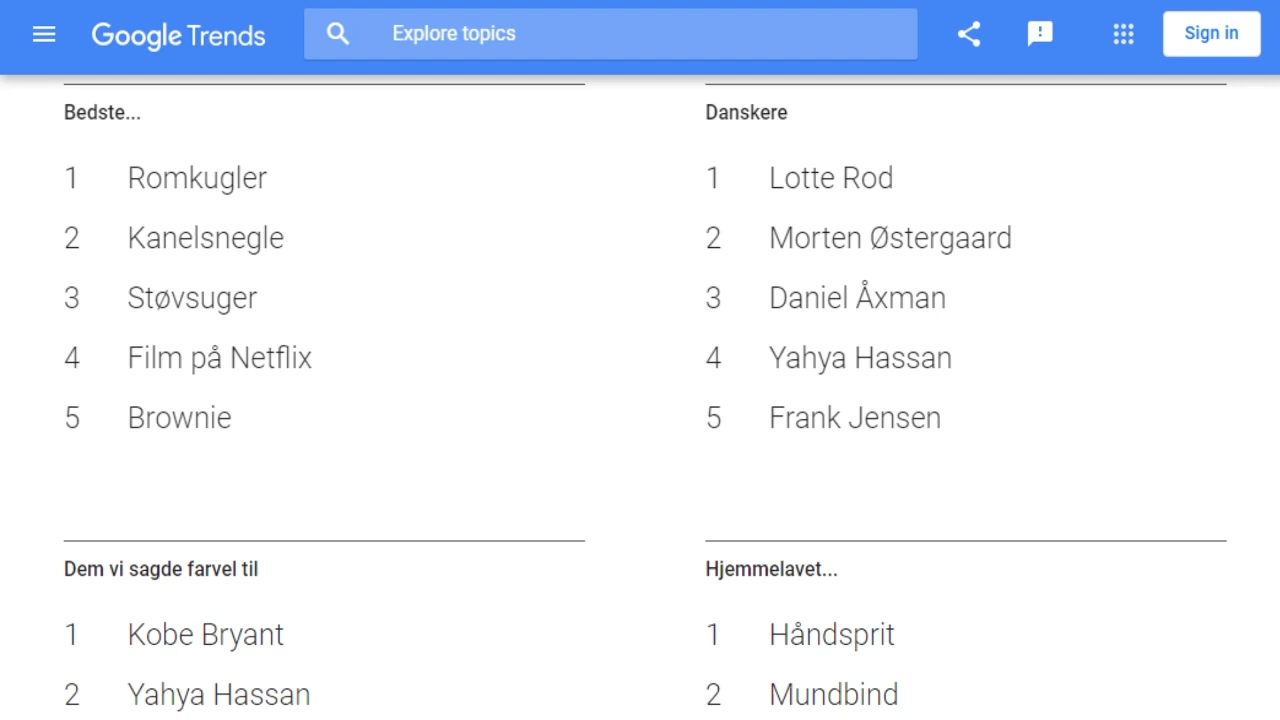 Google Trends
Explore topics
Sign in
Bedste...
1 Romkugler
2 Kanelsnegle
3 Støvsuger
4 Film på Netflix
5 Brownie
Danskere
1 Lotte Rod
2 Morten Østergaard
3 Daniel Åxman
4 Yahya Hassan
5 Frank Jensen
Dem vi sagde farvel til
1 Kobe Bryant
2 Yahya Hassan
Hjemmelavet...
1 Håndsprit
2 Mundbind